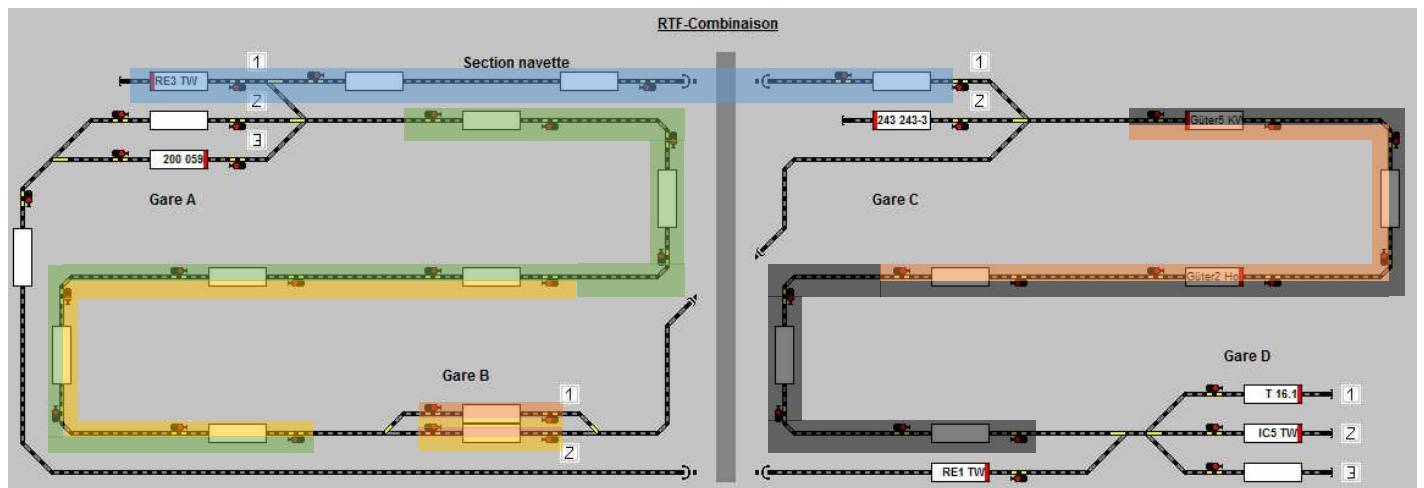 RTF-Combinaison
1
Section navette
1
RE3 TW
2
2
243 243-3
Güter5 KV
3
200 059
Gare A
Gare C
Güter2 Ho
Gare D
Gare B
1
T 16.1
1
2
IC5 TW
2
RE1 TW
3